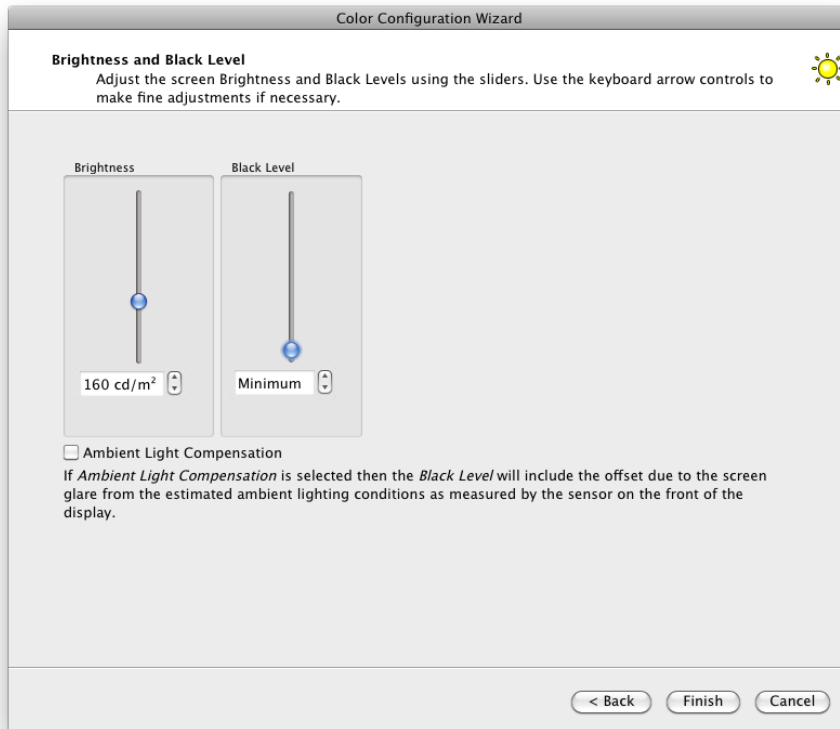 Color Configuration Wizard
Brightness and Black Level
Adjust the screen Brightness and Black Levels using the sliders. Use the keyboard arrow controls to
make fine adjustments if necessary.
Brightness
Black Level
160 cd/m²
Minimum
Ambient Light Compensation
If Ambient Light Compensation is selected then the Black Level will include the offset due to the screen
glare from the estimated ambient lighting conditions as measured by the sensor on the front of the
display.
< Back
Finish
Cancel